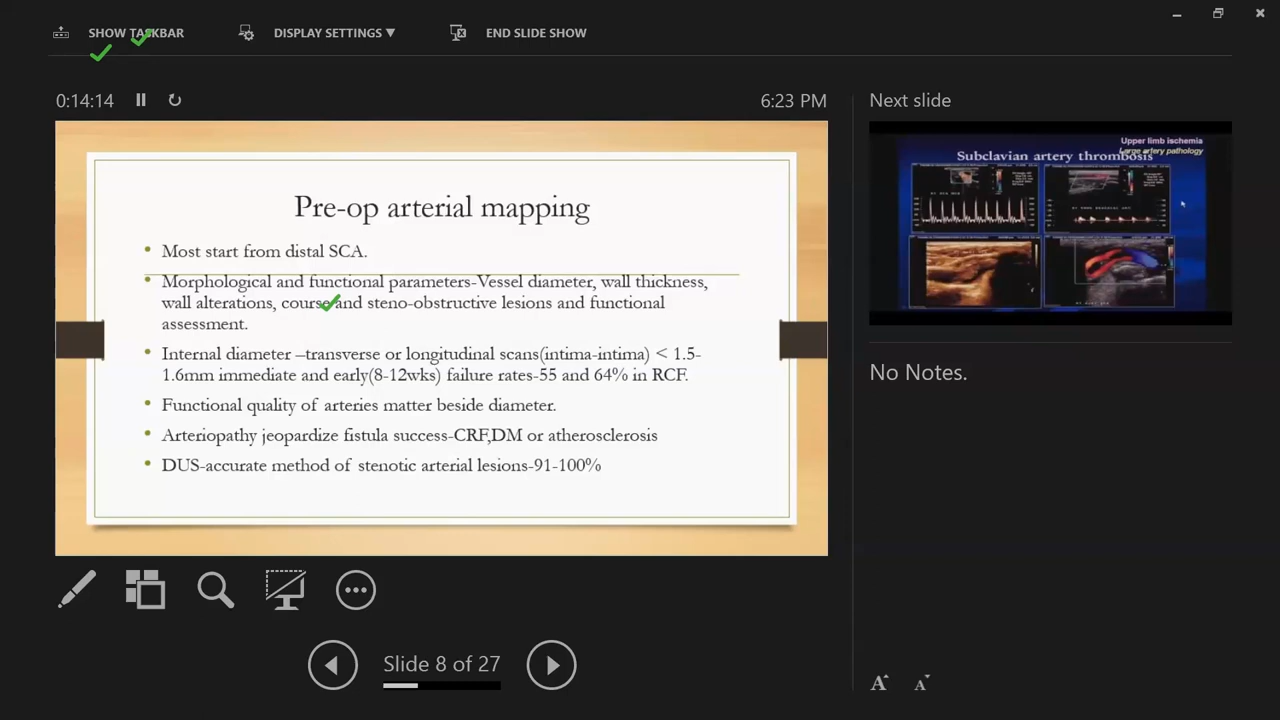 SHOW TASKBAR
DISPLAY SETTINGS ▼
END SLIDE SHOW
0:14:14
6:23 PM
Pre-op arterial mapping
• Most start from distal SCA.
• Morphological and functional parameters-Vessel diameter, wall thickness,
wall alterations, course and steno-obstructive lesions and functional
assessment.
• Internal diameter –transverse or longitudinal scans(intima-intima) < 1.5-
1.6mm immediate and early(8-12wks) failure rates-55 and 64% in RCF.
• Functional quality of arteries matter beside diameter.
• Arteriopathy jeopardize fistula success-CRF,DM or atherosclerosis
• DUS-accurate method of stenotic arterial lesions-91-100%
Slide 8 of 27
Next slide
Upper limb ischemia
Large artery pathology
Subclavian artery thrombosis
No Notes.
A A